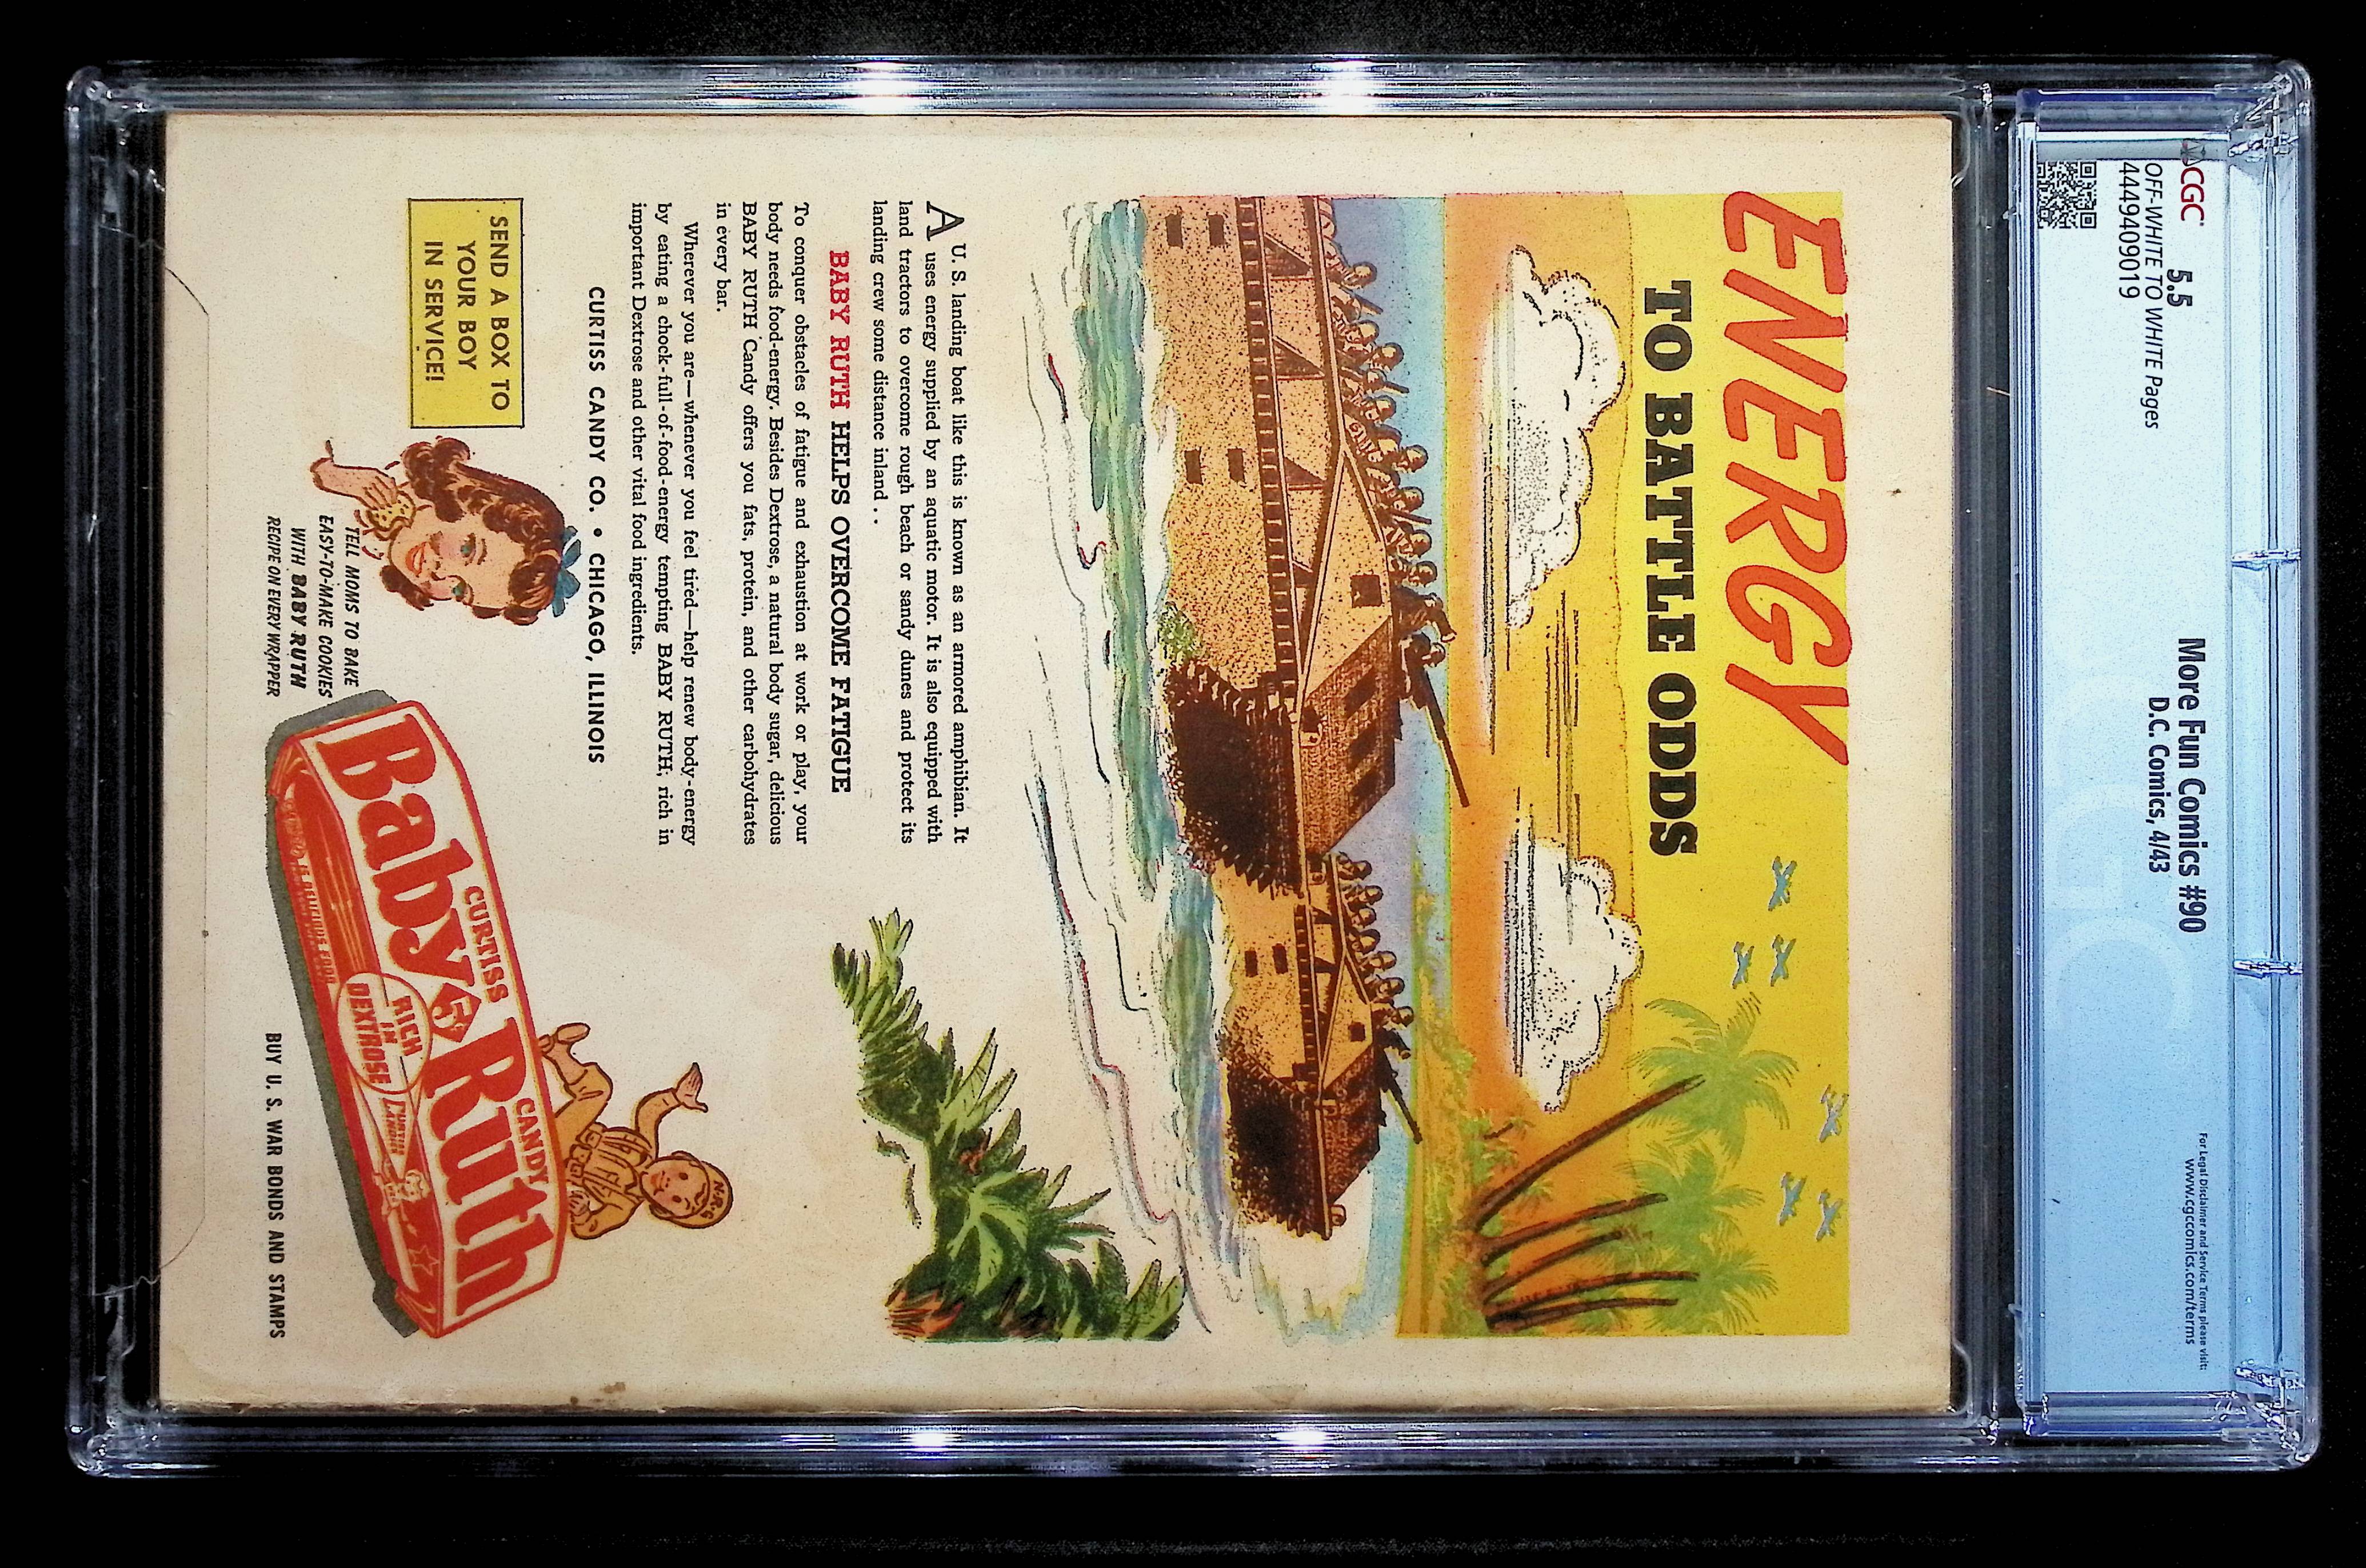 CGC
5.5
OFF-WHITE TO WHITE Pages
4449409019
More Fun Comics #90
D.C. Comics, 4/43
For Legal Disclaimer and Service Terms please visit:
www.cgccomics.com/terms
ENERGY
TO BATTLE ODDS
A U. S. landing boat like this is known as an armored amphibian. It
uses energy supplied by an aquatic motor. It is also equipped with
land tractors to overcome rough beach or sandy dunes and protect its
landing crew some distance inland . .
BABY RUTH HELPS OVERCOME FATIGUE
To conquer obstacles of fatigue and exhaustion at work or play, your
body needs food-energy. Besides Dextrose, a natural body sugar, delicious
BABY RUTH Candy offers you fats, protein, and other carbohydrates
in every bar.
Wherever you are—whenever you feel tired—help renew body-energy
by eating a chock-full-of-food-energy tempting BABY RUTH; rich in
important Dextrose and other vital food ingredients.
CURTISS CANDY CO. • CHICAGO, ILLINOIS
SEND A BOX TO
YOUR BOY
IN SERVICE!
TELL MOMS TO BAKE
EASY-TO-MAKE COOKIES
WITH BABY RUTH
RECIPE ON EVERY WRAPPER
CURTISS CANDY
Baby Ruth
5¢
RICH
IN
DEXTROSE
BUY U. S. WAR BONDS AND STAMPS